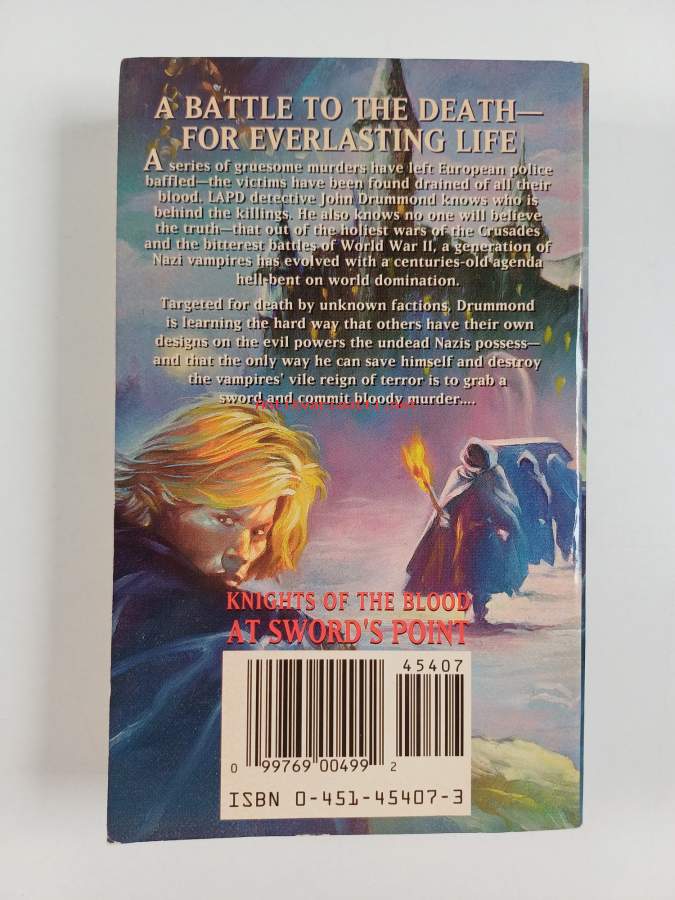 A BATTLE TO THE DEATH—
FOR EVERLASTING LIFE
A series of gruesome murders have left European police
baffled—the victims have been found drained of all their
blood. LAPD detective John Drummond knows who is
behind the killings. He also knows no one will believe
the truth—that out of the holiest wars of the Crusades
and the bitterest battles of World War II, a generation of
Nazi vampires has evolved with a centuries-old agenda
hell-bent on world domination.
Targeted for death by unknown factions, Drummond
is learning the hard way that others have their own
designs on the evil powers the undead Nazis possess—
and that the only way he can save himself and destroy
the vampires' vile reign of terror is to grab a
sword and commit bloody murder....
KNIGHTS OF THE BLOOD
AT SWORD'S POINT
45407
0 99769 00499 2
ISBN 0-451-45407-3